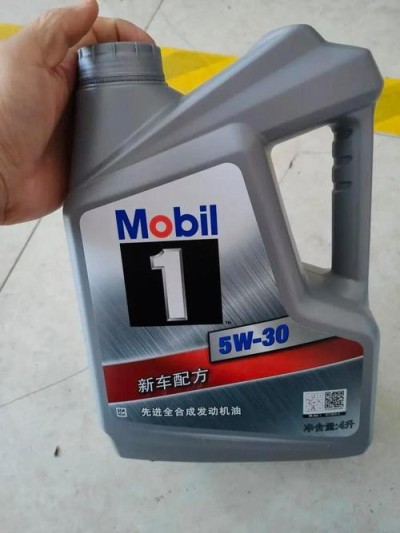 Mobil
1
™
5W-30
新车配方
先进全合成发动机油
净含量:4升